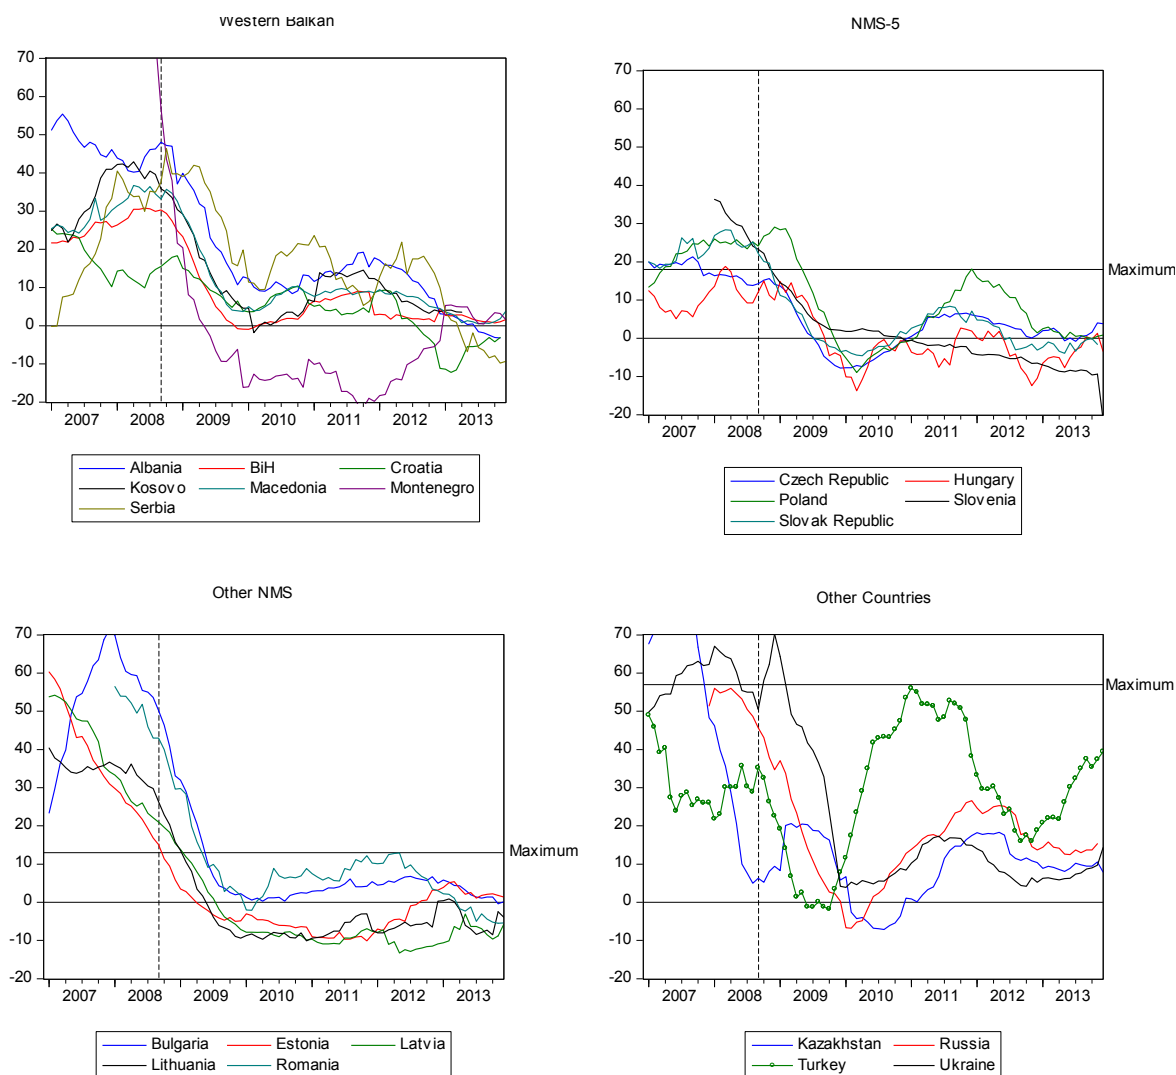 Western Balkan
70
60
50
40
30
20
10
0
-10
-20
2007 2008 2009 2010 2011 2012 2013
Albania BiH Croatia
Kosovo Macedonia Montenegro
Serbia
NMS-5
70
60
50
40
30
20
10
0
-10
-20
Maximum
2007 2008 2009 2010 2011 2012 2013
Czech Republic Hungary
Poland Slovenia
Slovak Republic
Other NMS
70
60
50
40
30
20
10
0
-10
-20
Maximum
2007 2008 2009 2010 2011 2012 2013
Bulgaria Estonia Latvia
Lithuania Romania
Other Countries
70
60
50
40
30
20
10
0
-10
-20
Maximum
2007 2008 2009 2010 2011 2012 2013
Kazakhstan Russia
Turkey Ukraine